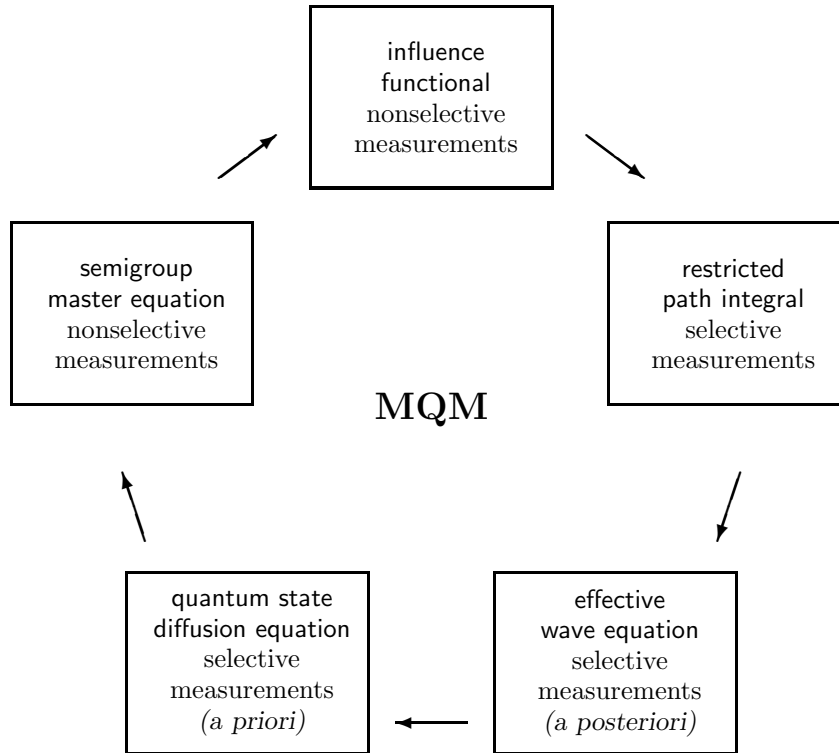 influence
functional
nonselective
measurements
semigroup
master equation
nonselective
measurements
restricted
path integral
selective
measurements
MQM
quantum state
diffusion equation
selective
measurements
(a priori)
effective
wave equation
selective
measurements
(a posteriori)